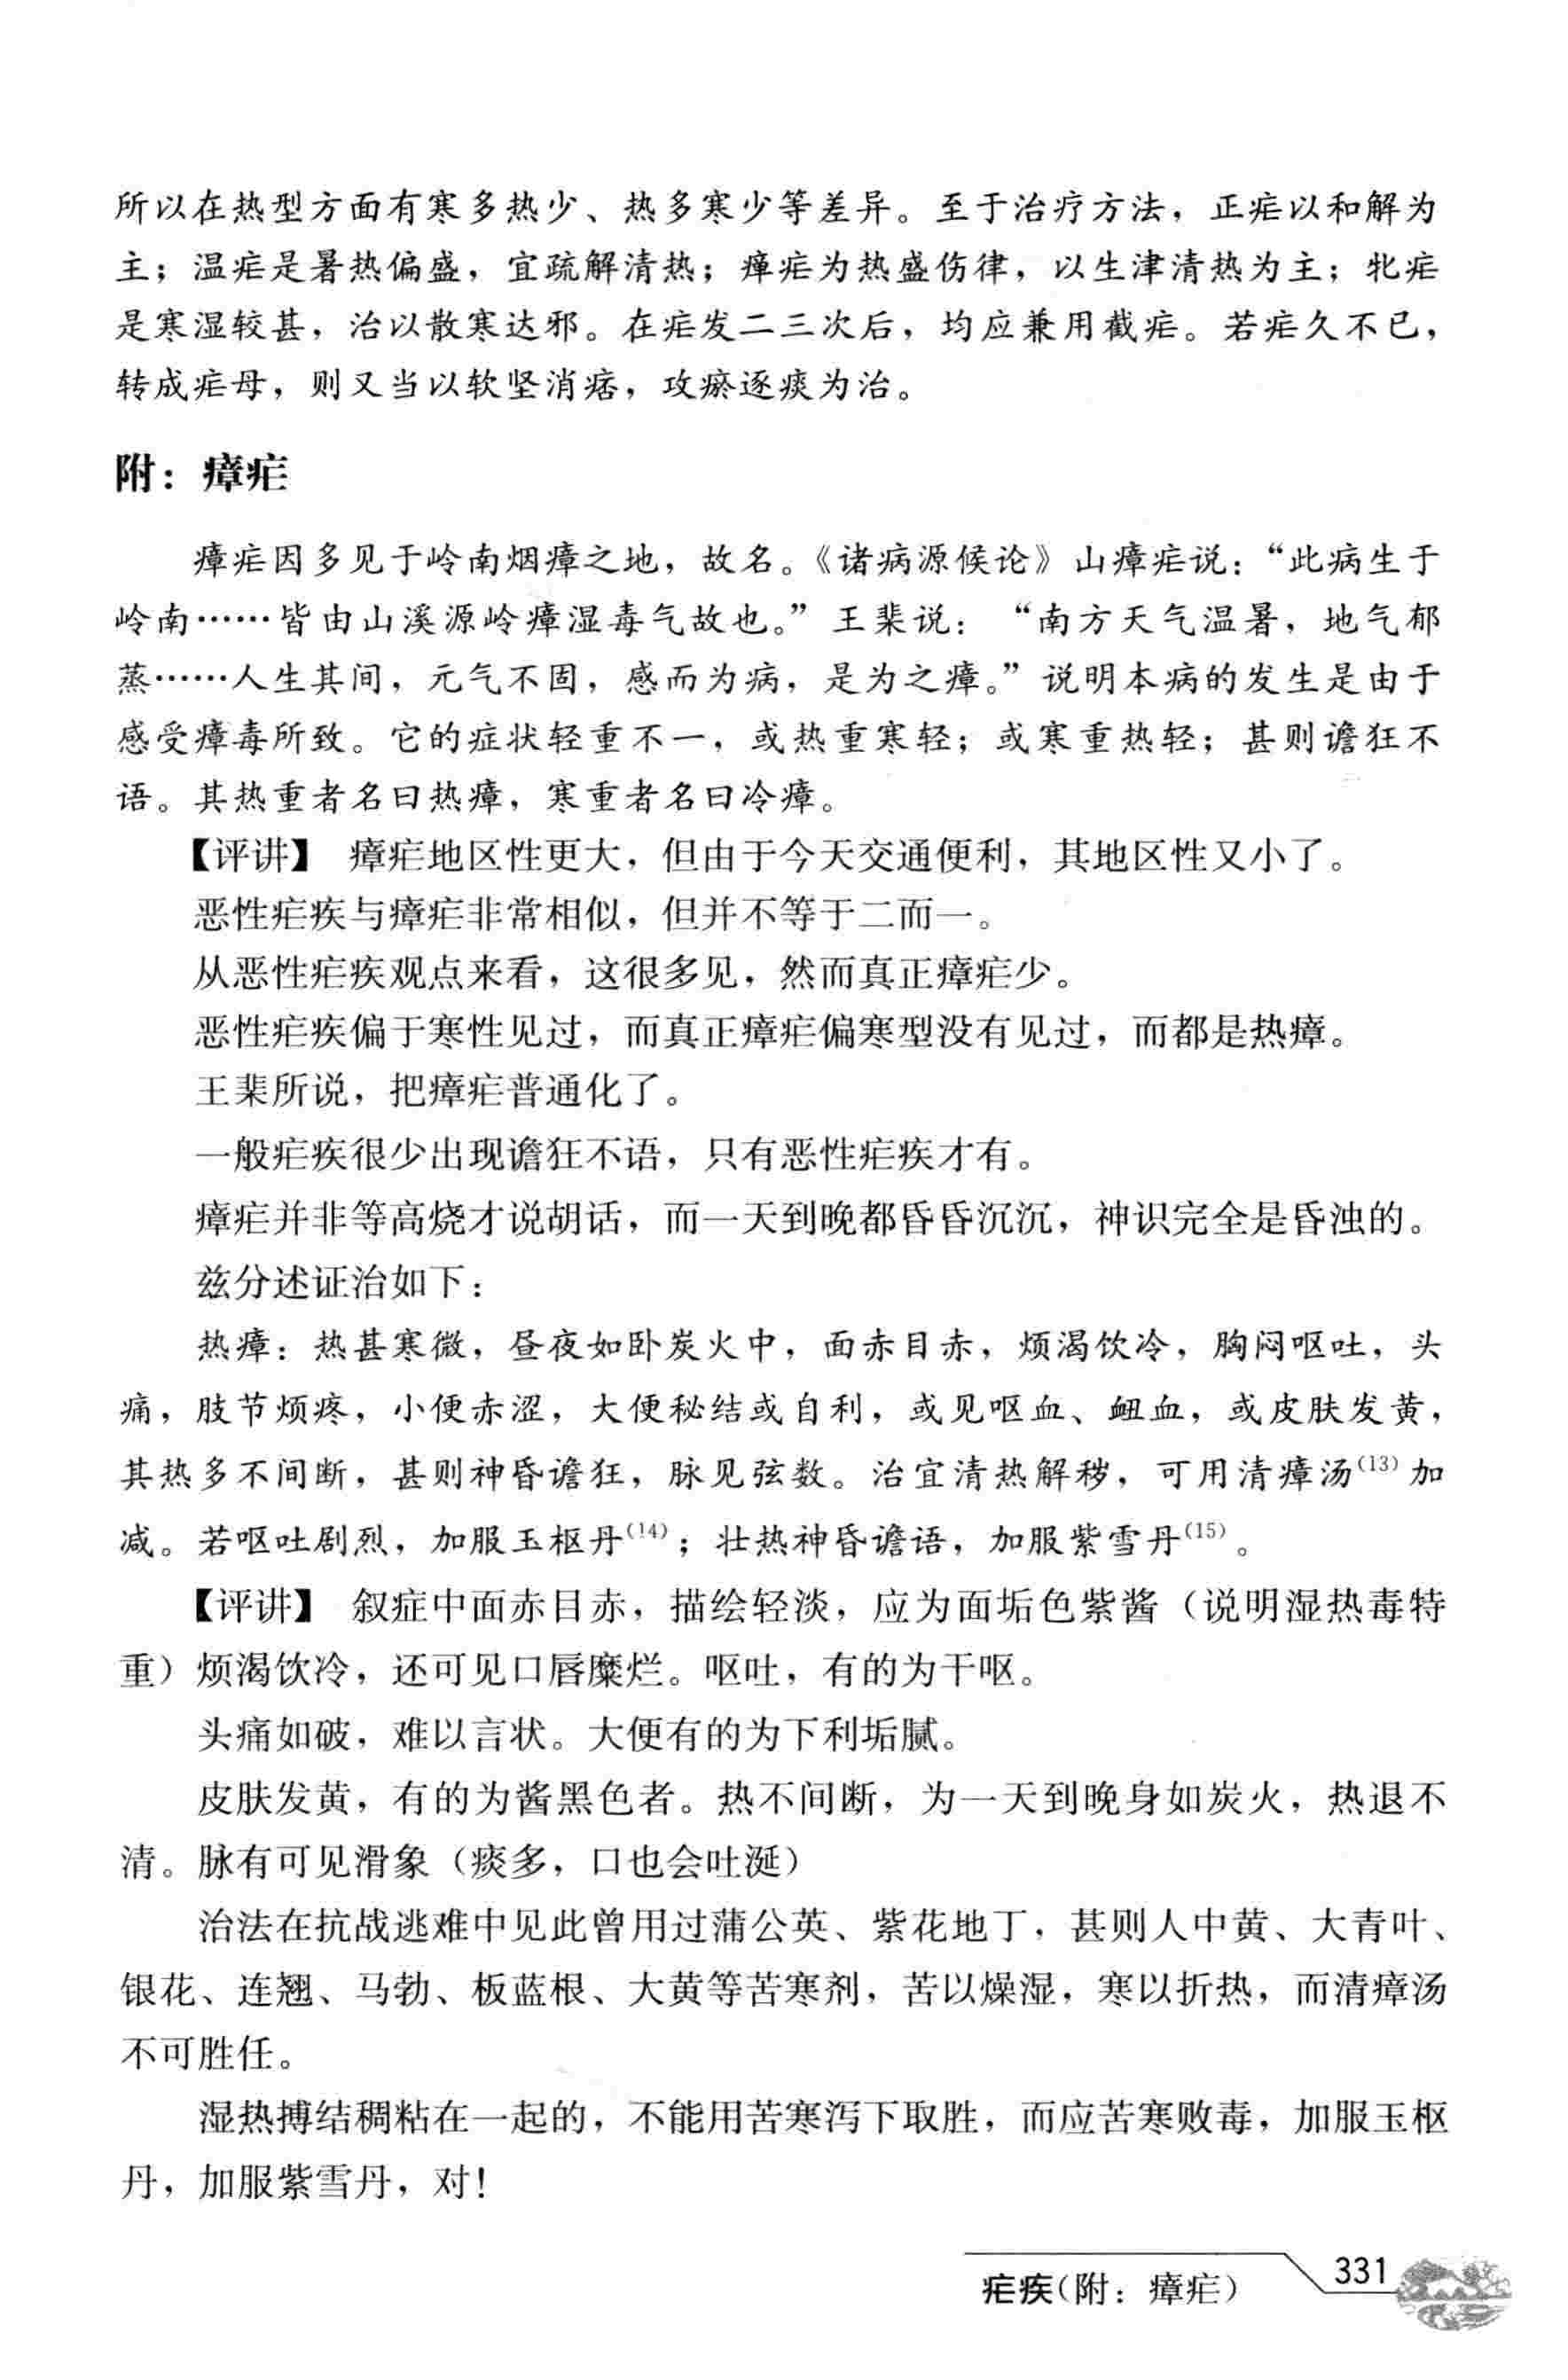 所以在热型方面有寒多热少、热多寒少等差异。至于治疗方法，正疟以和解为
主；温疟是暑热偏盛，宜疏解清热；瘅疟为热盛伤律，以生津清热为主；牝疟
是寒湿较甚，治以散寒达邪。在疟发二三次后，均应兼用截疟。若疟久不已，
转成疟母，则又当以软坚消痞，攻瘀逐痰为治。
附：瘴疟
瘴疟因多见于岭南烟瘴之地，故名。《诸病源候论》山瘴疟说：“此病生于
岭南……皆由山溪源岭瘴湿毒气故也。”王棐说：“南方天气温暑，地气郁
蒸……人生其间，元气不固，感而为病，是为之瘴。”说明本病的发生是由于
感受瘴毒所致。它的症状轻重不一，或热重寒轻；或寒重热轻；甚则谵狂不
语。其热重者名曰热瘴，寒重者名曰冷瘴。
【评讲】 瘴疟地区性更大，但由于今天交通便利，其地区性又小了。
恶性疟疾与瘴疟非常相似，但并不等于二而一。
从恶性疟疾观点来看，这很多见，然而真正瘴疟少。
恶性疟疾偏于寒性见过，而真正瘴疟偏寒型没有见过，而都是热瘴。
王棐所说，把瘴疟普通化了。
一般疟疾很少出现谵狂不语，只有恶性疟疾才有。
瘴疟并非等高烧才说胡话，而一天到晚都昏昏沉沉，神识完全是昏浊的。
兹分述证治如下：
热瘴：热甚寒微，昼夜如卧炭火中，面赤目赤，烦渴饮冷，胸闷呕吐，头
痛，肢节烦疼，小便赤涩，大便秘结或自利，或见呕血、衄血，或皮肤发黄，
其热多不间断，甚则神昏谵狂，脉见弦数。治宜清热解秽，可用清瘴汤(13)加
减。若呕吐剧烈，加服玉枢丹(14)；壮热神昏谵语，加服紫雪丹(15)。
【评讲】 叙症中面赤目赤，描绘轻淡，应为面垢色紫酱（说明湿热毒特
重）烦渴饮冷，还可见口唇糜烂。呕吐，有的为干呕。
头痛如破，难以言状。大便有的为下利垢腻。
皮肤发黄，有的为酱黑色者。热不间断，为一天到晚身如炭火，热退不
清。脉有可见滑象（痰多，口也会吐涎）
治法在抗战逃难中见此曾用过蒲公英、紫花地丁，甚则人中黄、大青叶、
银花、连翘、马勃、板蓝根、大黄等苦寒剂，苦以燥湿，寒以折热，而清瘴汤
不可胜任。
湿热搏结稠粘在一起的，不能用苦寒泻下取胜，而应苦寒败毒，加服玉枢
丹，加服紫雪丹，对！
疟疾（附：瘴疟） 331